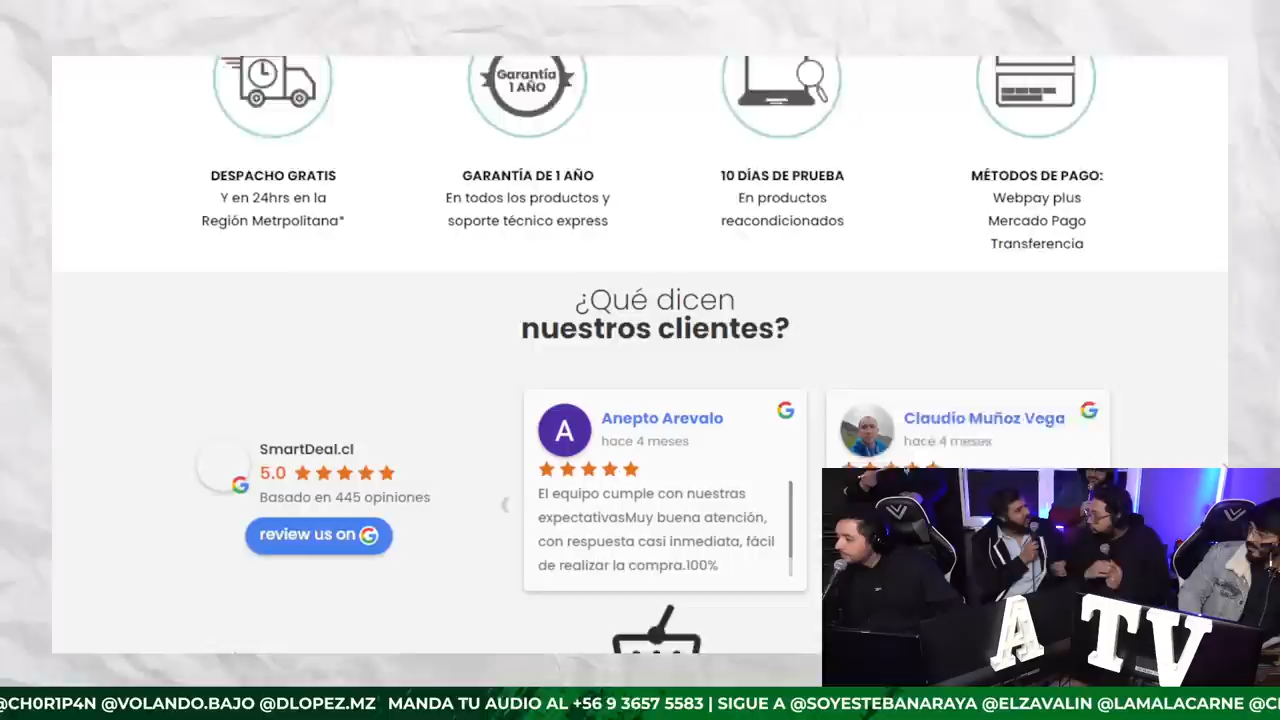 Garantía
1 AÑO
DESPACHO GRATIS
Y en 24hrs en la
Región Metrpolitana*
GARANTÍA DE 1 AÑO
En todos los productos y
soporte técnico express
10 DÍAS DE PRUEBA
En productos
reacondicionados
MÉTODOS DE PAGO:
Webpay plus
Mercado Pago
Transferencia
¿Qué dicen
nuestros clientes?
SmartDeal.cl
5.0
Basado en 445 opiniones
review us on G
A
Anepto Arevalo
hace 4 meses
El equipo cumple con nuestras
expectativasMuy buena atención,
con respuesta casi inmediata, fácil
de realizar la compra.100%
Claudio Muñoz Vega
hace 4 meses
A TV
@CH0R1P4N @VOLANDO.BAJO @DLOPEZ.MZ MANDA TU AUDIO AL +56 9 3657 5583 | SIGUE A @SOYESTEBANARAYA @ELZAVALIN @LAMALACARNE